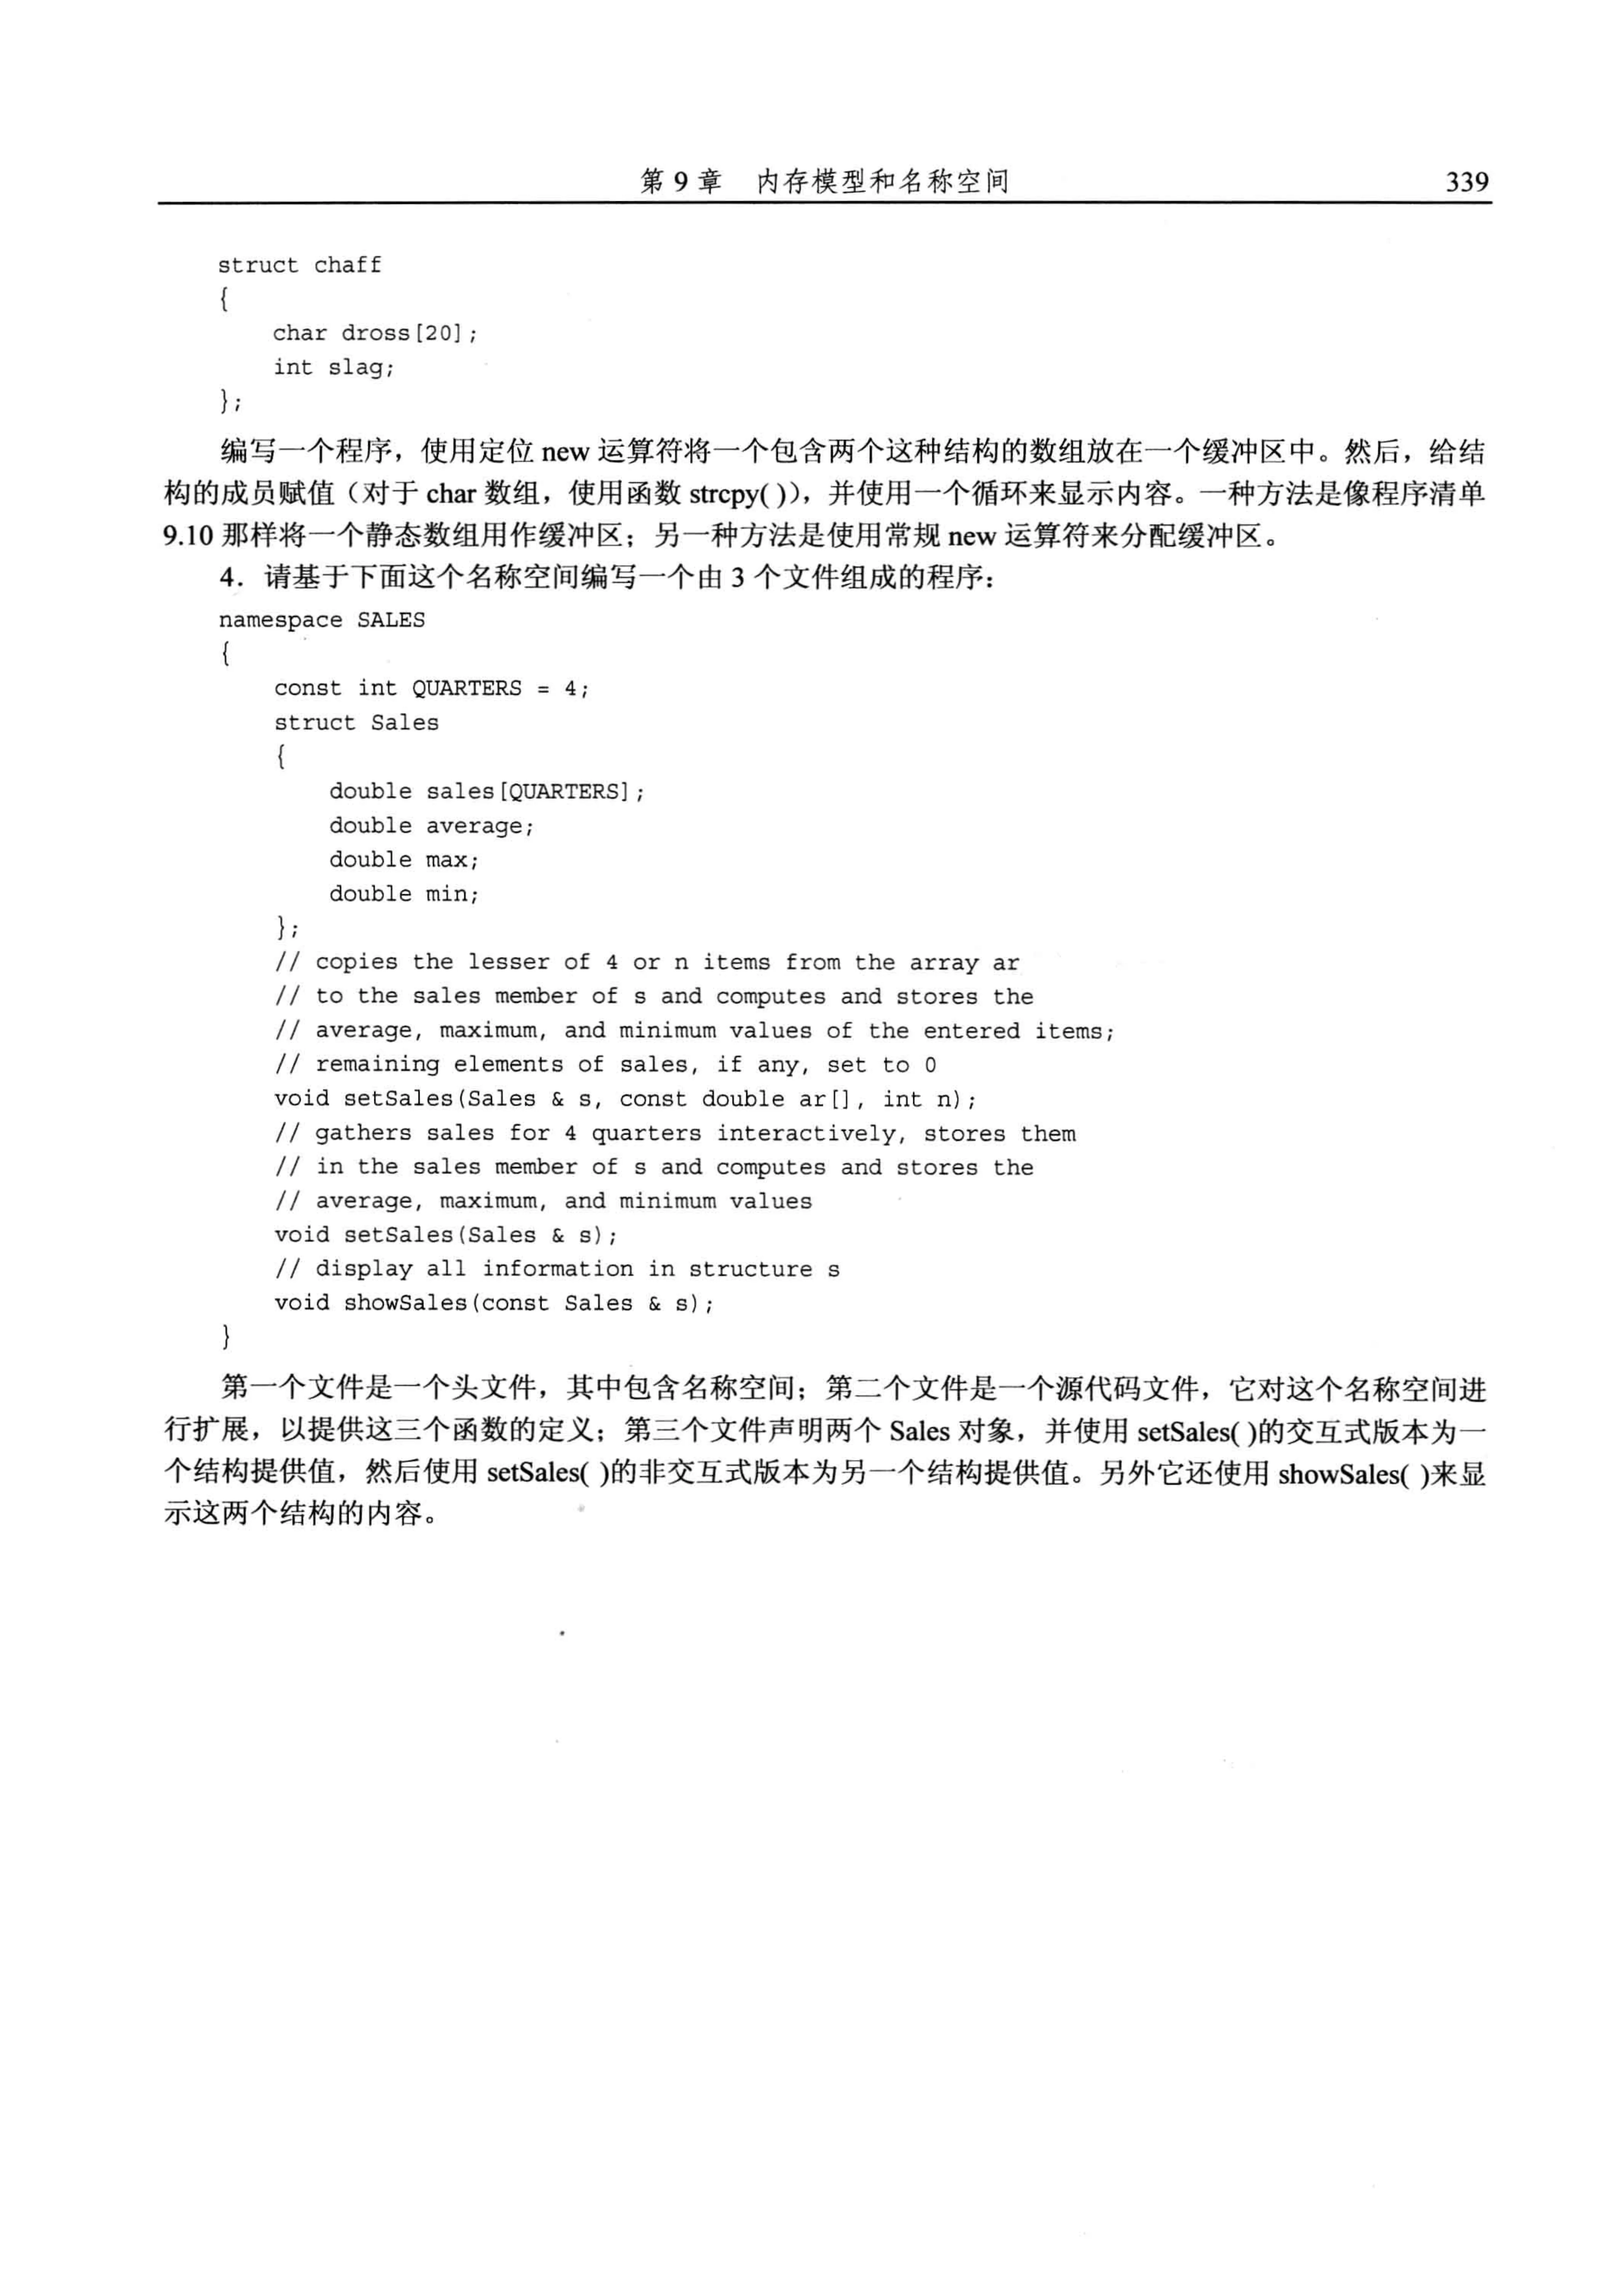 第 9 章 内存模型和名称空间 339
struct chaff
{
char dross[20];
int slag;
};
编写一个程序，使用定位 new 运算符将一个包含两个这种结构的数组放在一个缓冲区中。然后，给结
构的成员赋值（对于 char 数组，使用函数 strcpy( )），并使用一个循环来显示内容。一种方法是像程序清单
9.10 那样将一个静态数组用作缓冲区；另一种方法是使用常规 new 运算符来分配缓冲区。
4．请基于下面这个名称空间编写一个由 3 个文件组成的程序：
namespace SALES
{
const int QUARTERS = 4;
struct Sales
{
double sales[QUARTERS];
double average;
double max;
double min;
};
// copies the lesser of 4 or n items from the array ar
// to the sales member of s and computes and stores the
// average, maximum, and minimum values of the entered items;
// remaining elements of sales, if any, set to 0
void setSales(Sales & s, const double ar[], int n);
// gathers sales for 4 quarters interactively, stores them
// in the sales member of s and computes and stores the
// average, maximum, and minimum values
void setSales(Sales & s);
// display all information in structure s
void showSales(const Sales & s);
}
第一个文件是一个头文件，其中包含名称空间；第二个文件是一个源代码文件，它对这个名称空间进
行扩展，以提供这三个函数的定义；第三个文件声明两个 Sales 对象，并使用 setSales( )的交互式版本为一
个结构提供值，然后使用 setSales( )的非交互式版本为另一个结构提供值。另外它还使用 showSales( )来显
示这两个结构的内容。